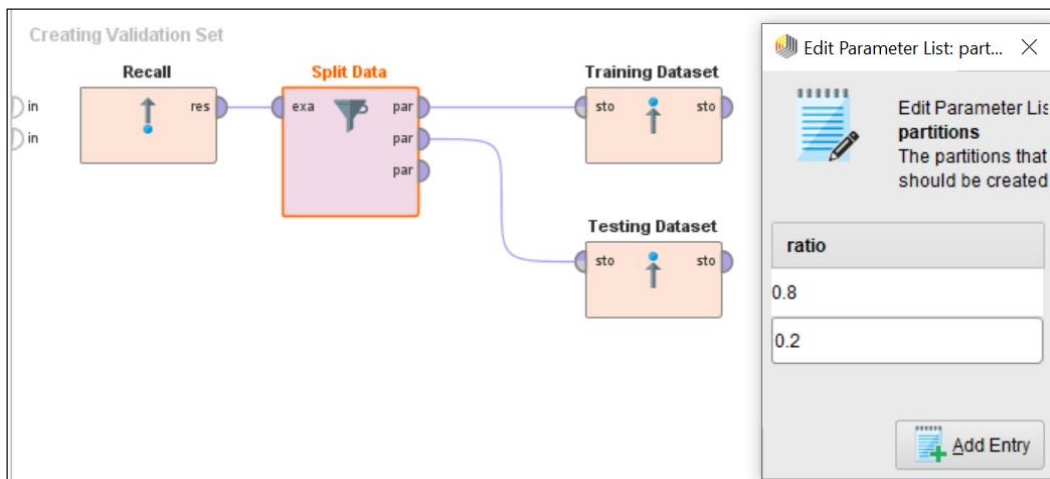 Creating Validation Set
Recall
Split Data
Training Dataset
in
res
exa
par
sto
sto
in
par
par
Testing Dataset
sto
sto
Edit Parameter List: part...
Edit Parameter Lis
partitions
The partitions that
should be created
ratio
0.8
0.2
Add Entry